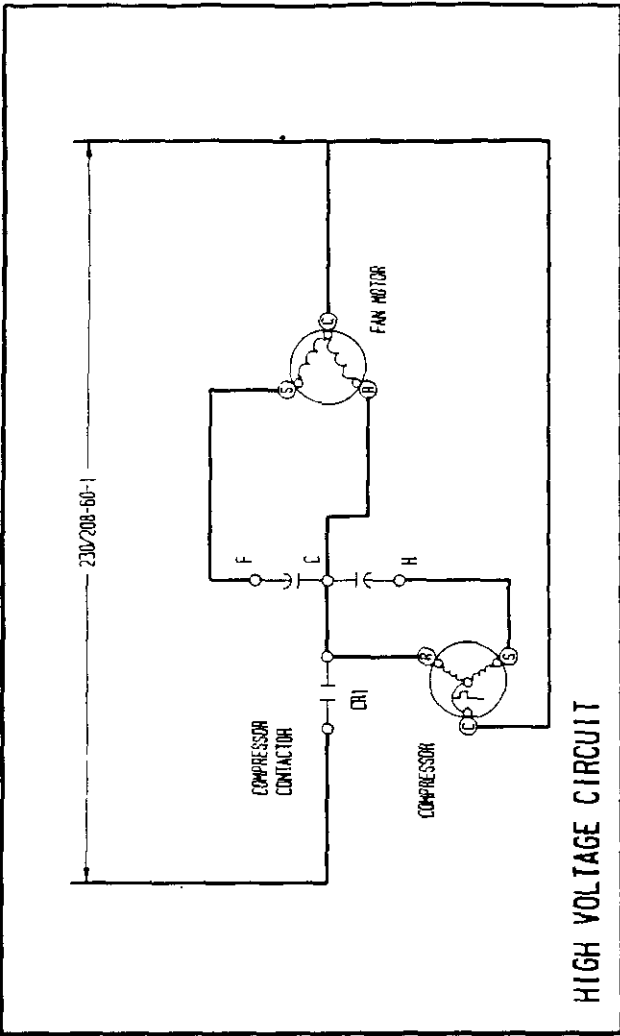 230/208-60-1
F
C
H
S
C
R
FAN MOTOR
COMPRESSOR
CONTACTOR
CR1
COMPRESSOR
R
S
C
HIGH VOLTAGE CIRCUIT